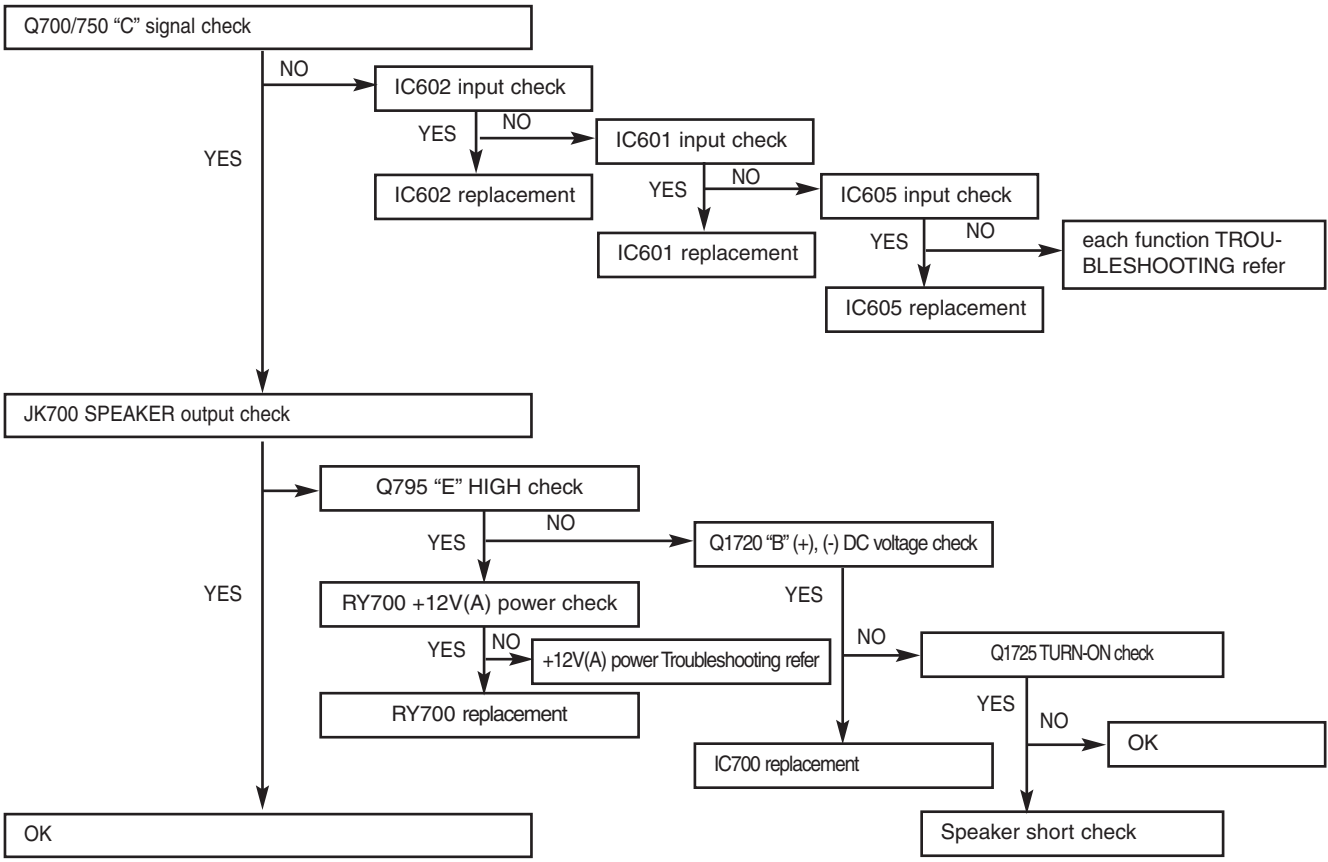 Q700/750 “C” signal check
NO
IC602 input check
YES
NO
IC601 input check
YES
IC602 replacement
YES
NO
IC605 input check
IC601 replacement
YES
NO
each function TROU-
BLESHOOTING refer
IC605 replacement
JK700 SPEAKER output check
Q795 “E” HIGH check
YES
NO
Q1720 “B” (+), (-) DC voltage check
YES
RY700 +12V(A) power check
YES
YES
NO
+12V(A) power Troubleshooting refer
NO
Q1725 TURN-ON check
RY700 replacement
YES
NO
OK
IC700 replacement
OK
Speaker short check